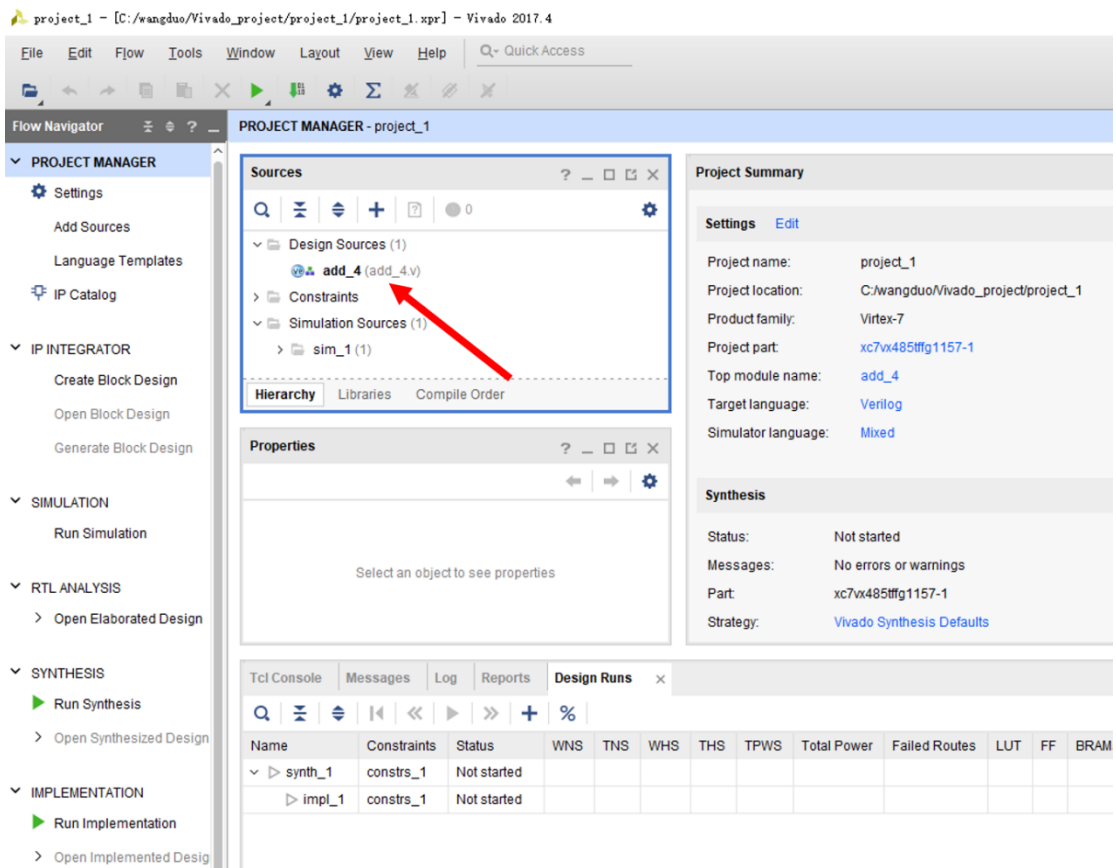 project_1 - [C:/wangduo/Vivado_project/project_1/project_1.xpr] - Vivado 2017.4
File Edit Flow Tools Window Layout View Help Quick Access
Flow Navigator
PROJECT MANAGER - project_1
PROJECT MANAGER
Settings
Add Sources
Language Templates
IP Catalog
IP INTEGRATOR
Create Block Design
Open Block Design
Generate Block Design
SIMULATION
Run Simulation
RTL ANALYSIS
Open Elaborated Design
SYNTHESIS
Run Synthesis
Open Synthesized Design
IMPLEMENTATION
Run Implementation
Open Implemented Desig
Sources
0
Design Sources (1)
add_4 (add_4.v)
Constraints
Simulation Sources (1)
sim_1 (1)
Hierarchy Libraries Compile Order
Properties
Select an object to see properties
Project Summary
Settings Edit
Project name: project_1
Project location: C:/wangduo/Vivado_project/project_1
Product family: Virtex-7
Project part: xc7vx485tffg1157-1
Top module name: add_4
Target language: Verilog
Simulator language: Mixed
Synthesis
Status: Not started
Messages: No errors or warnings
Part: xc7vx485tffg1157-1
Strategy: Vivado Synthesis Defaults
Tcl Console Messages Log Reports Design Runs
Name Constraints Status WNS TNS WHS THS TPWS Total Power Failed Routes LUT FF BRAM
synth_1 constrs_1 Not started
impl_1 constrs_1 Not started